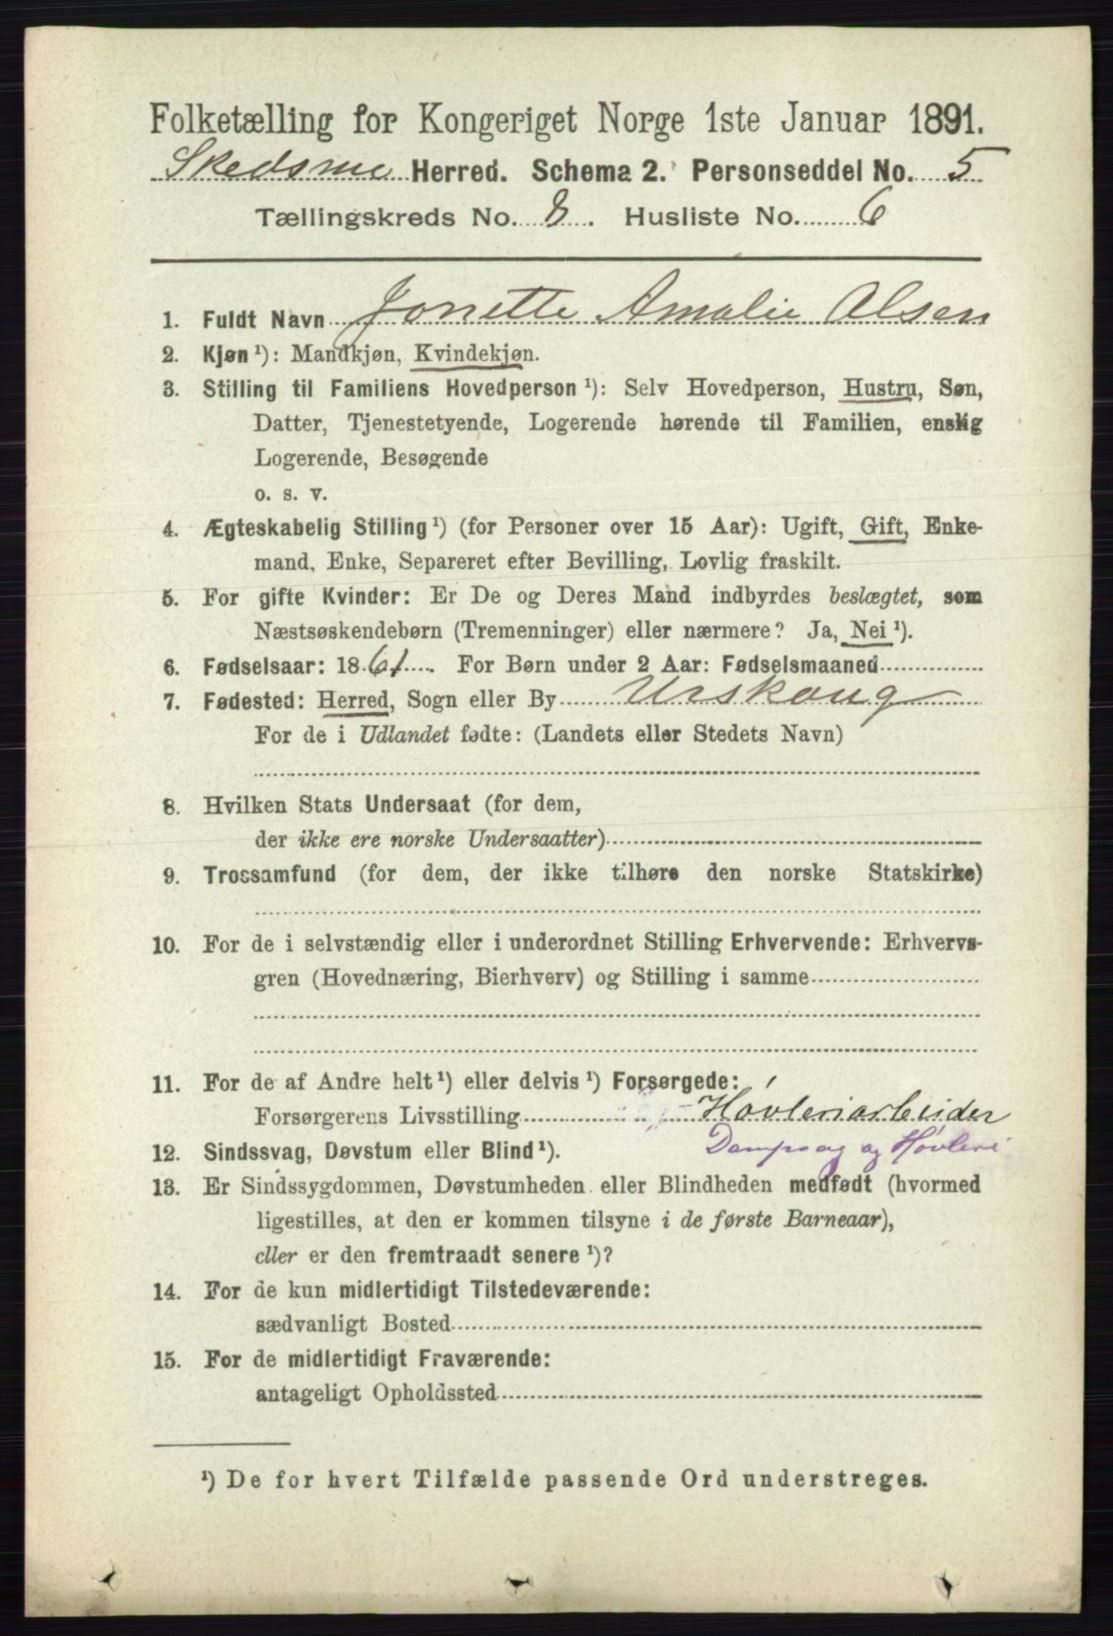 Folketælling for Kongeriget Norge 1ste Januar 1891.
Skedsmo Herred. Schema 2. Personseddel No. 5
Tællingskreds No. 8. Husliste No. 6
1. Fuldt Navn Jonette Amalie Olsen
2. Kjøn ¹): Mandkjøn, Kvindekjøn.
3. Stilling til Familiens Hovedperson ¹): Selv Hovedperson, Hustru, Søn,
Datter, Tjenestetyende, Logerende hørende til Familien, enslig
Logerende, Besøgende
o. s. v.
4. Ægteskabelig Stilling ¹) (for Personer over 15 Aar): Ugift, Gift, Enke-
mand, Enke, Separeret efter Bevilling, Lovlig fraskilt.
5. For gifte Kvinder: Er De og Deres Mand indbyrdes beslægtet, som
Næstsøskendebørn (Tremenninger) eller nærmere? Ja, Nei ¹).
6. Fødselsaar: 1861. For Børn under 2 Aar: Fødselsmaaned
7. Fødested: Herred, Sogn eller By Urskoug
For de i Udlandet fødte: (Landets eller Stedets Navn)
8. Hvilken Stats Undersaat (for dem,
der ikke ere norske Undersaatter)
9. Trossamfund (for dem, der ikke tilhøre den norske Statskirke)
10. For de i selvstændig eller i underordnet Stilling Erhvervende: Erhvervs-
gren (Hovednæring, Bierhverv) og Stilling i samme
11. For de af Andre helt ¹) eller delvis ¹) Forsørgede:
Forsørgerens Livsstilling Høvleriarbeider
12. Sindssvag, Døvstum eller Blind ¹). Dampsag og Høvleri
13. Er Sindssygdommen, Døvstumheden eller Blindheden medfødt (hvormed
ligestilles, at den er kommen tilsyne i de første Barneaar),
eller er den fremtraadt senere ¹)?
14. For de kun midlertidigt Tilstedeværende:
sædvanligt Bosted
15. For de midlertidigt Fraværende:
antageligt Opholdssted
¹) De for hvert Tilfælde passende Ord understreges.